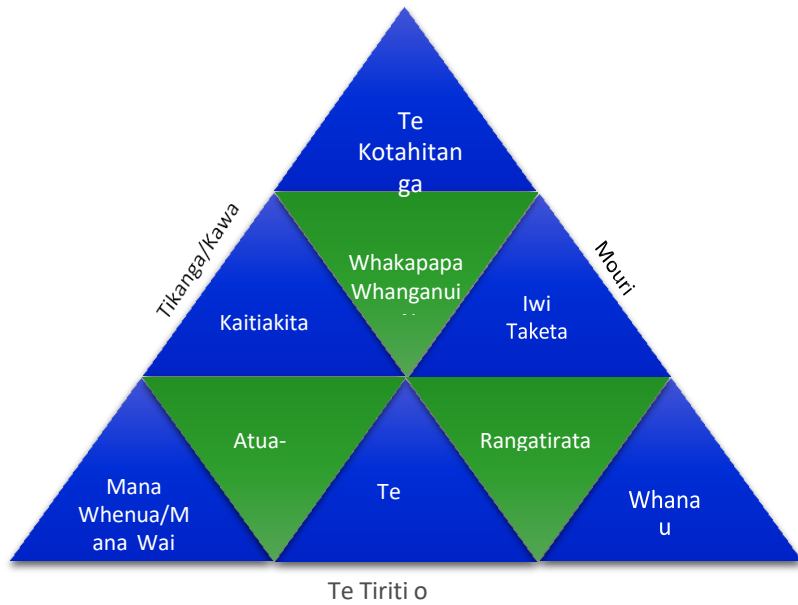 Te
Kotahitan
ga
Tikanga/Kawa
Mouri
Whakapapa
Whanganui
Kaitiakita
Iwi
Taketa
Atua-
Rangatirata
Mana
Whenua/M
ana Wai
Te
Whana
u
Te Tiriti o